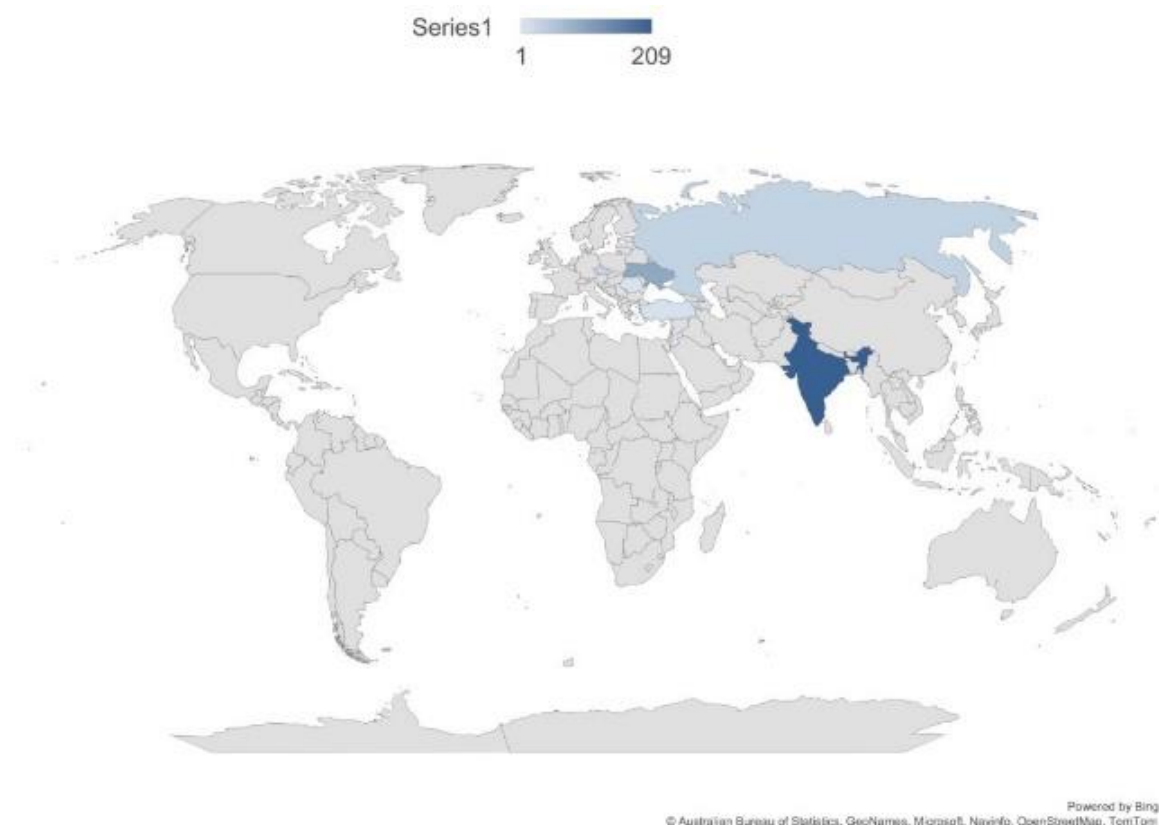 Series1
1 209
Powered by Bing
© Australian Bureau of Statistics, GeoNames, Microsoft, Navinfo, OpenStreetMap, TomTom